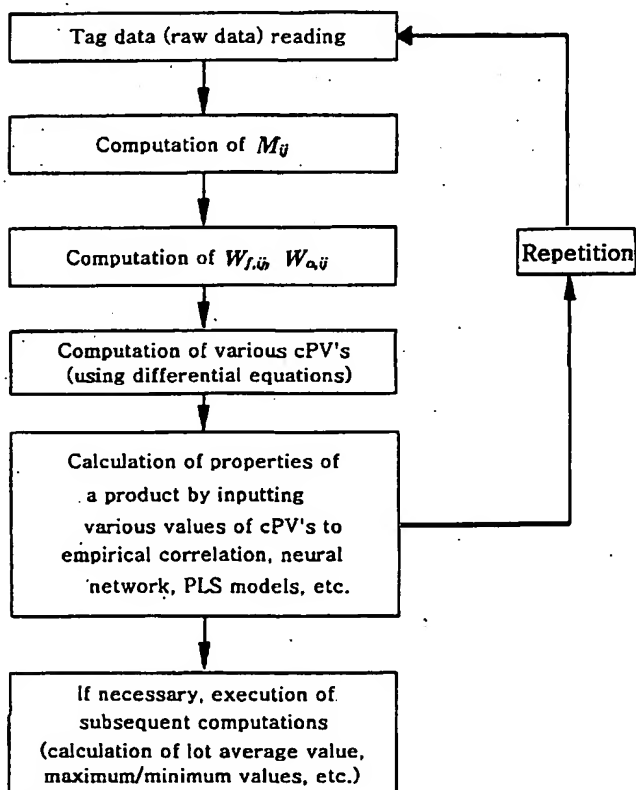 Tag data (raw data) reading
Computation of M_ij
Computation of W_f,ij, W_a,ij
Repetition
Computation of various cPV's
(using differential equations)
Calculation of properties of
a product by inputting
various values of cPV's to
empirical correlation, neural
network, PLS models, etc.
If necessary, execution of
subsequent computations
(calculation of lot average value,
maximum/minimum values, etc.)